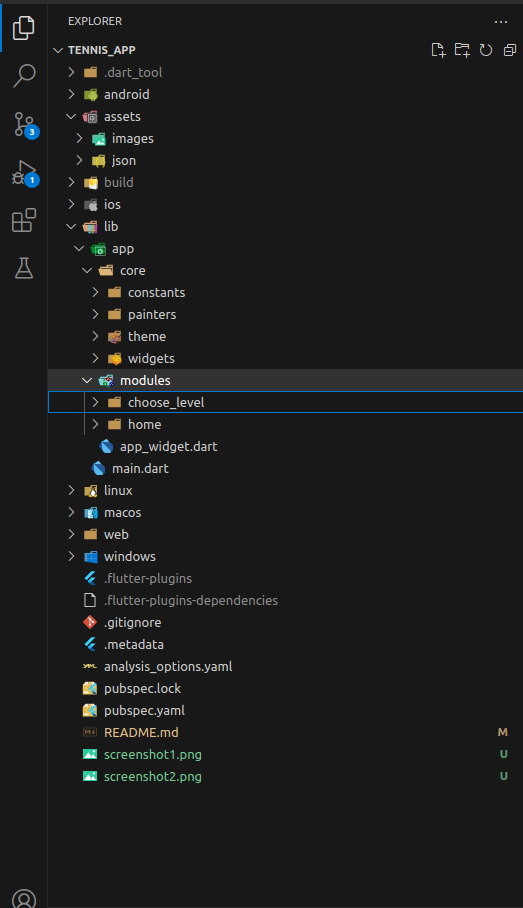 EXPLORER
TENNIS_APP
.dart_tool
android
assets
images
json
build
ios
lib
app
core
constants
painters
theme
widgets
modules
choose_level
home
app_widget.dart
main.dart
linux
macos
web
windows
.flutter-plugins
.flutter-plugins-dependencies
.gitignore
.metadata
analysis_options.yaml
pubspec.lock
pubspec.yaml
README.md M
screenshot1.png U
screenshot2.png U
3
1